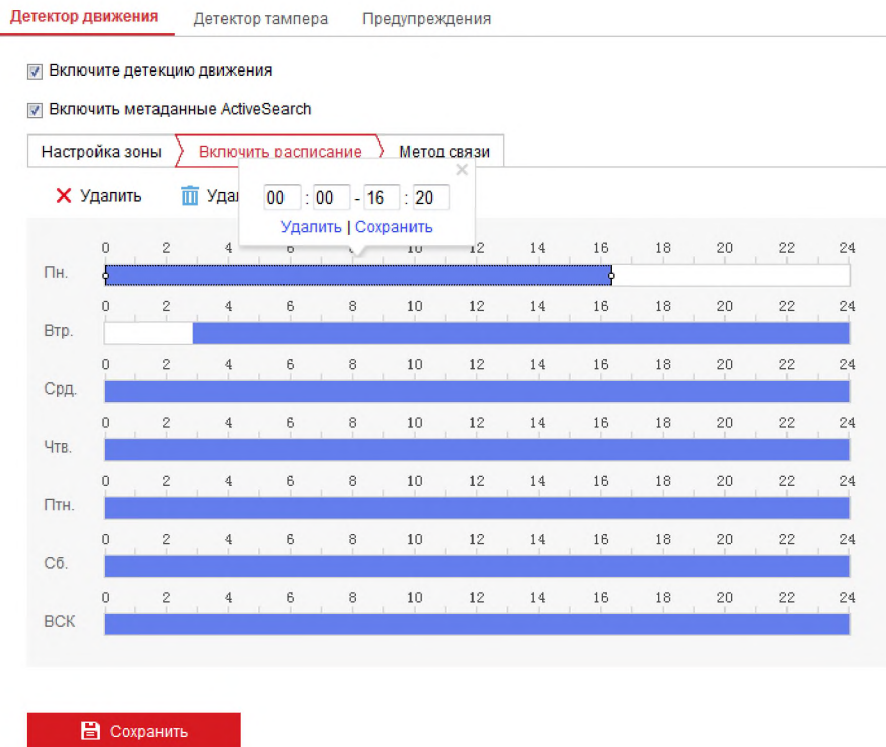 Детектор движения Детектор тампера Предупреждения
Включите детекцию движения
Включить метаданные ActiveSearch
Настройка зоны Включить расписание Метод связи
Удалить
00 : 00 - 16 : 20
Удалить | Сохранить
0 2 4 6 10 12 14 16 18 20 22 24
Пн.
0 2 4 6 8 10 12 14 16 18 20 22 24
Втр.
0 2 4 6 8 10 12 14 16 18 20 22 24
Срд.
0 2 4 6 8 10 12 14 16 18 20 22 24
Чтв.
0 2 4 6 8 10 12 14 16 18 20 22 24
Птн.
0 2 4 6 8 10 12 14 16 18 20 22 24
Сб.
0 2 4 6 8 10 12 14 16 18 20 22 24
ВСК
Сохранить